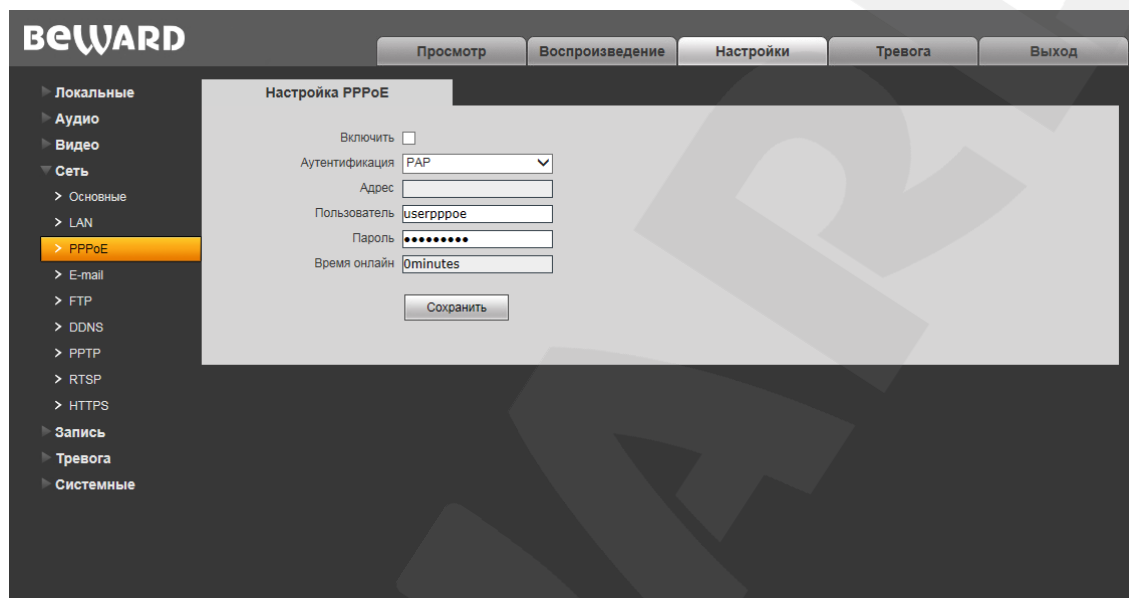 BEWARD
Просмотр Воспроизведение Настройки Тревога Выход
Локальные
Аудио
Видео
Сеть
Основные
LAN
PPPoE
E-mail
FTP
DDNS
PPTP
RTSP
HTTPS
Запись
Тревога
Системные
Настройка PPPoE
Включить
Аутентификация PAP
Адрес
Пользователь userpppoe
Пароль •••••••••
Время онлайн 0minutes
Сохранить